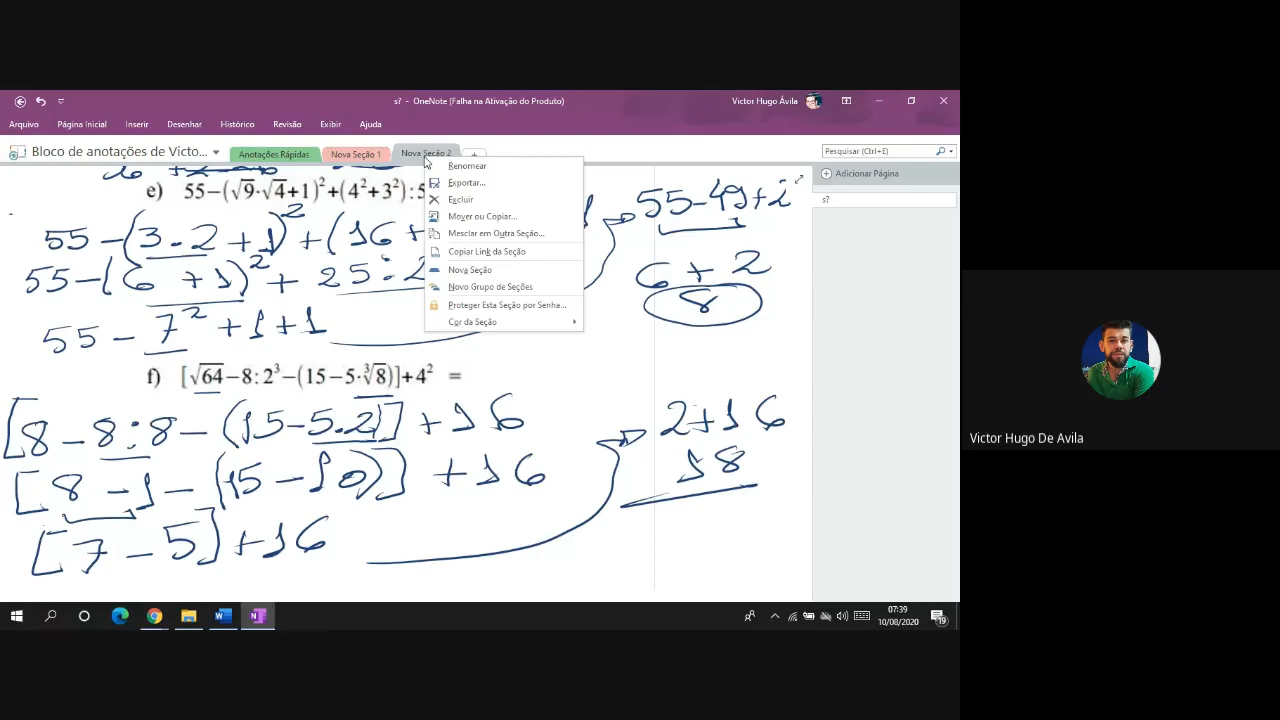 s? - OneNote (Falha na Ativação do Produto)
Victor Hugo Ávila
Arquivo Página Inicial Inserir Desenhar Histórico Revisão Exibir Ajuda
Bloco de anotações de Victo...
Anotações Rápidas
Nova Seção 1
Nova Seção 2
Pesquisar (Ctrl+E)
Adicionar Página
s?
Renomear
Exportar...
Excluir
Mover ou Copiar...
Mesclar em Outra Seção...
Copiar Link da Seção
Nova Seção
Novo Grupo de Seções
Proteger Esta Seção por Senha...
Cor da Seção
e) 55-(√9·√4+1)²+(4²+3²):5
55-(3·2+1)²+(16+
55-(6+1)²+25:2
55-7²+1+1
55-49+2
6+2
8
f) [√64-8:2³-(15-5·∛8)]+4² =
[8-8:8-(15-5·2)]+16
[8-1-(15-10)]+16
[7-5]+16
2+16
18
Victor Hugo De Avila
07:39
10/08/2020
19